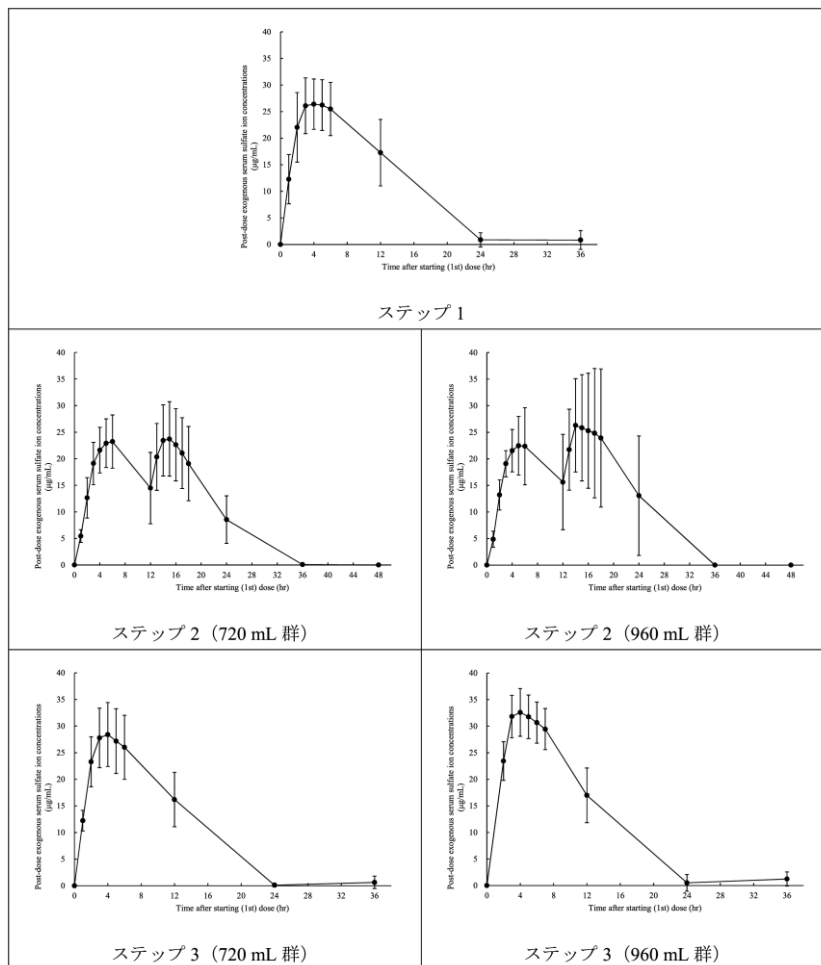 Post-dose exogenous serum sulfate ion concentrations
(µg/mL)
40
35
30
25
20
15
10
5
0
0 4 8 12 16 20 24 28 32 36
Time after starting (1st) dose (hr)
ステップ 1
Post-dose exogenous serum sulfate ion concentrations
(µg/mL)
40
35
30
25
20
15
10
5
0
0 4 8 12 16 20 24 28 32 36 40 44 48
Time after starting (1st) dose (hr)
ステップ 2（720 mL 群）
Post-dose exogenous serum sulfate ion concentrations
(µg/mL)
40
35
30
25
20
15
10
5
0
0 4 8 12 16 20 24 28 32 36 40 44 48
Time after starting (1st) dose (hr)
ステップ 2（960 mL 群）
Post-dose exogenous serum sulfate ion concentrations
(µg/mL)
40
35
30
25
20
15
10
5
0
0 4 8 12 16 20 24 28 32 36
Time after starting (1st) dose (hr)
ステップ 3（720 mL 群）
Post-dose exogenous serum sulfate ion concentrations
(µg/mL)
40
35
30
25
20
15
10
5
0
0 4 8 12 16 20 24 28 32 36
Time after starting (1st) dose (hr)
ステップ 3（960 mL 群）